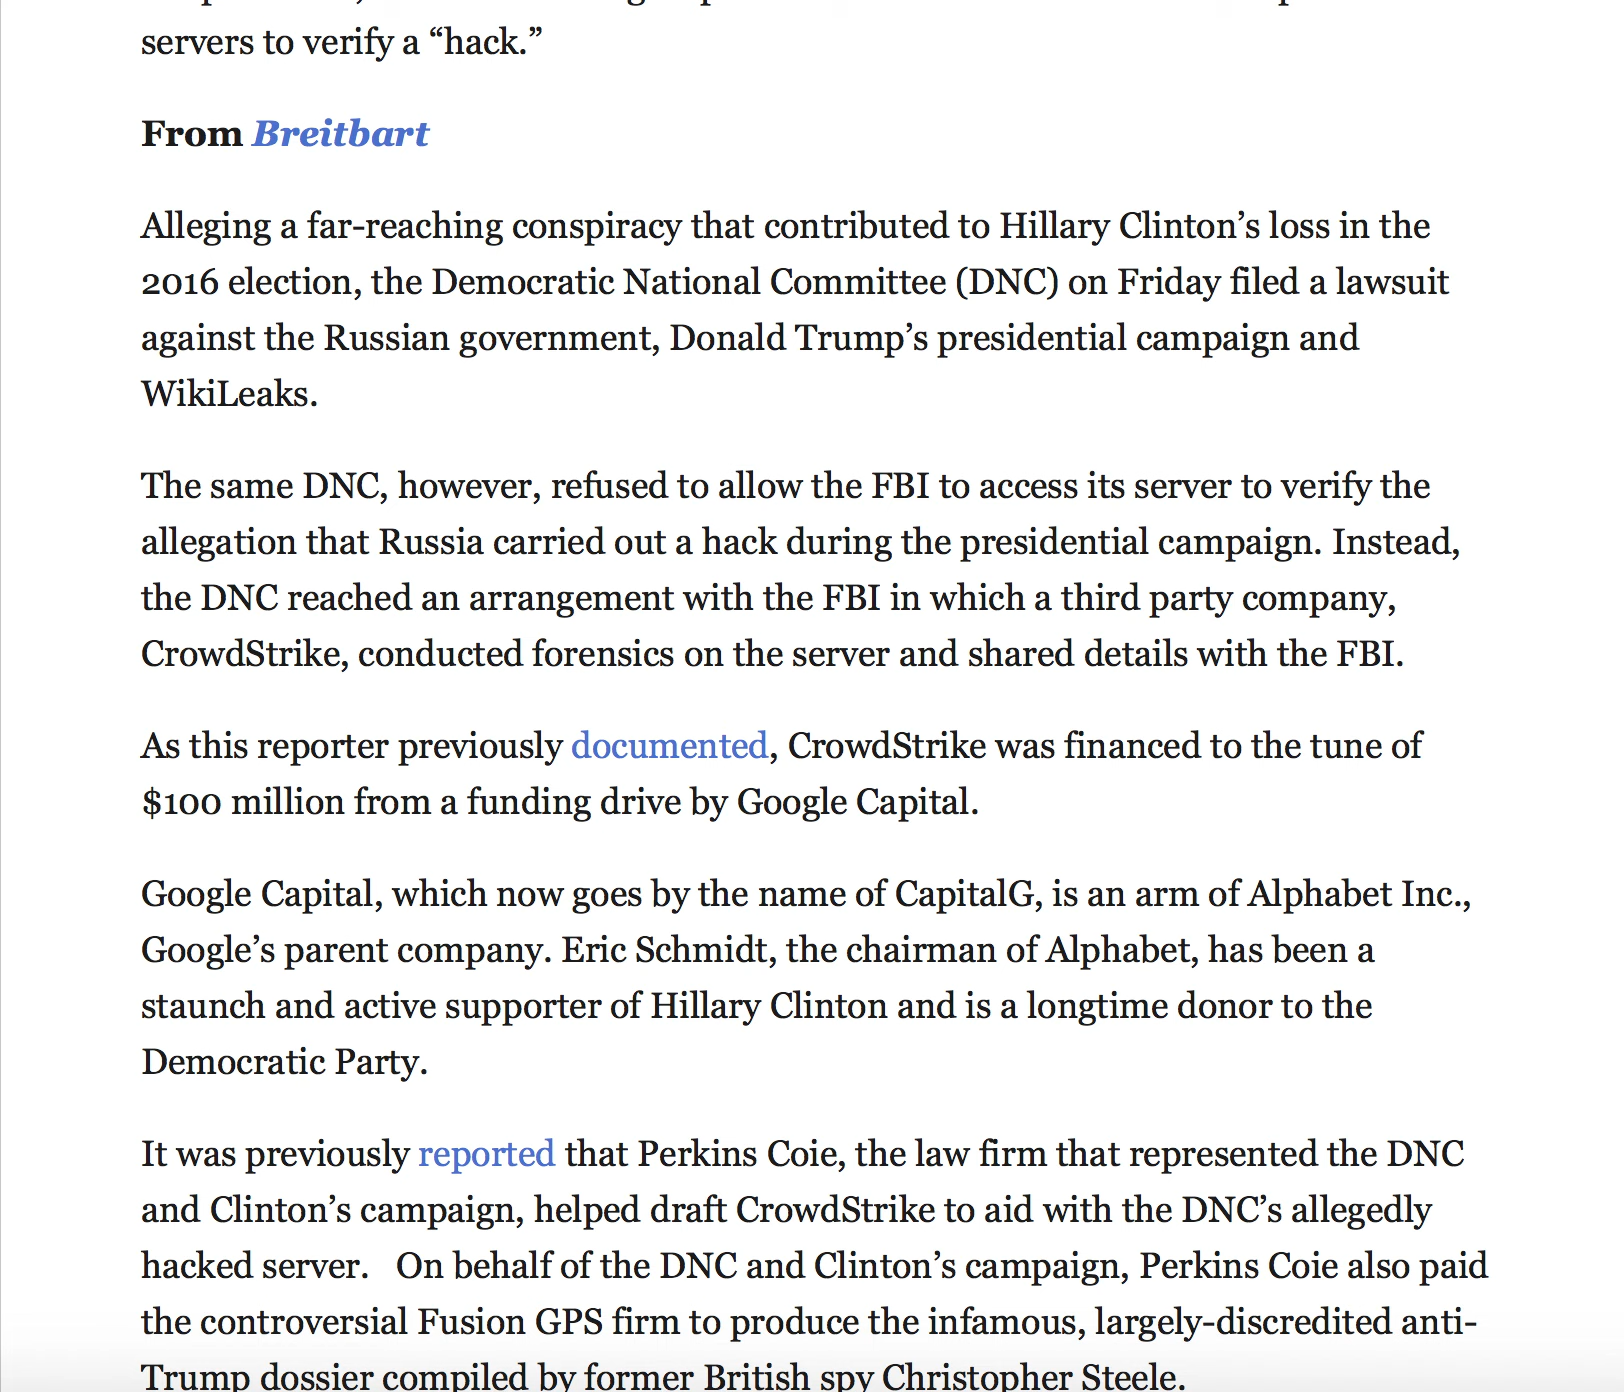 servers to verify a “hack.”
From Breitbart
Alleging a far-reaching conspiracy that contributed to Hillary Clinton’s loss in the
2016 election, the Democratic National Committee (DNC) on Friday filed a lawsuit
against the Russian government, Donald Trump’s presidential campaign and
WikiLeaks.
The same DNC, however, refused to allow the FBI to access its server to verify the
allegation that Russia carried out a hack during the presidential campaign. Instead,
the DNC reached an arrangement with the FBI in which a third party company,
CrowdStrike, conducted forensics on the server and shared details with the FBI.
As this reporter previously documented, CrowdStrike was financed to the tune of
$100 million from a funding drive by Google Capital.
Google Capital, which now goes by the name of CapitalG, is an arm of Alphabet Inc.,
Google’s parent company. Eric Schmidt, the chairman of Alphabet, has been a
staunch and active supporter of Hillary Clinton and is a longtime donor to the
Democratic Party.
It was previously reported that Perkins Coie, the law firm that represented the DNC
and Clinton’s campaign, helped draft CrowdStrike to aid with the DNC’s allegedly
hacked server.   On behalf of the DNC and Clinton’s campaign, Perkins Coie also paid
the controversial Fusion GPS firm to produce the infamous, largely-discredited anti-
Trump dossier compiled by former British spy Christopher Steele.